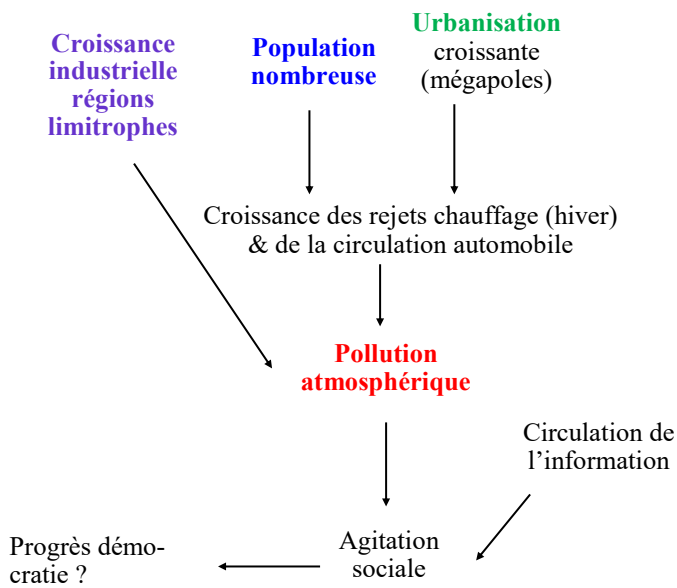 Croissance
industrielle
régions
limitrophes
Population
nombreuse
Urbanisation
croissante
(mégapoles)
Croissance des rejets chauffage (hiver)
& de la circulation automobile
Pollution
atmosphérique
Circulation de
l’information
Agitation
sociale
Progrès démo-
cratie ?